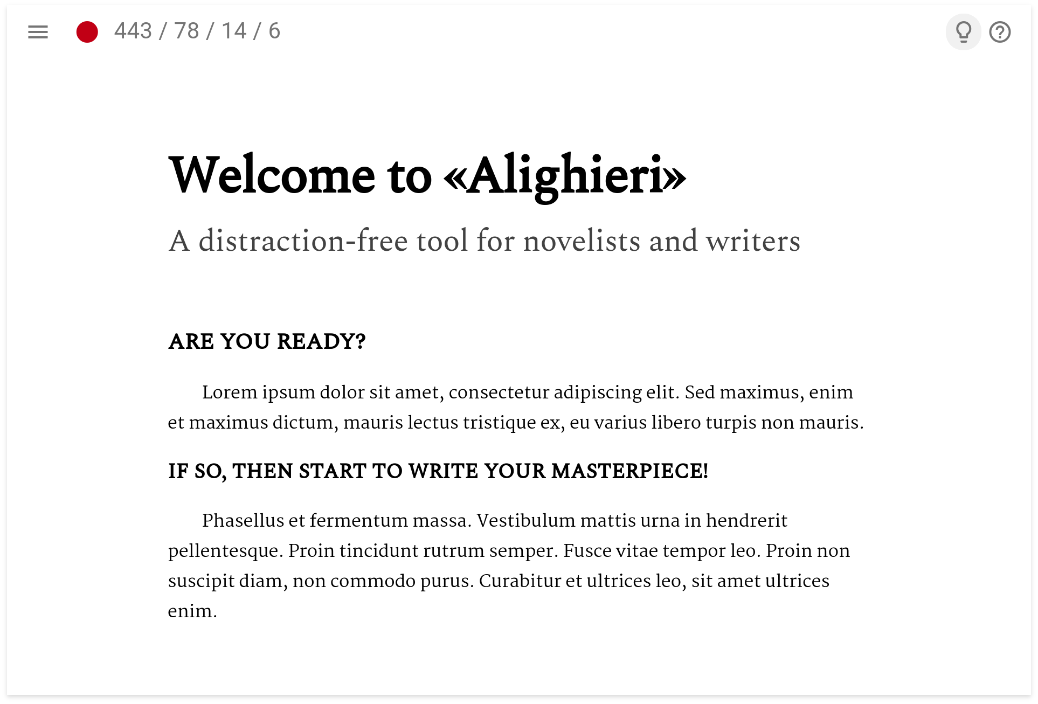 443 / 78 / 14 / 6
Welcome to «Alighieri»
A distraction-free tool for novelists and writers
ARE YOU READY?
Lorem ipsum dolor sit amet, consectetur adipiscing elit. Sed maximus, enim
et maximus dictum, mauris lectus tristique ex, eu varius libero turpis non mauris.
IF SO, THEN START TO WRITE YOUR MASTERPIECE!
Phasellus et fermentum massa. Vestibulum mattis urna in hendrerit
pellentesque. Proin tincidunt rutrum semper. Fusce vitae tempor leo. Proin non
suscipit diam, non commodo purus. Curabitur et ultrices leo, sit amet ultrices
enim.